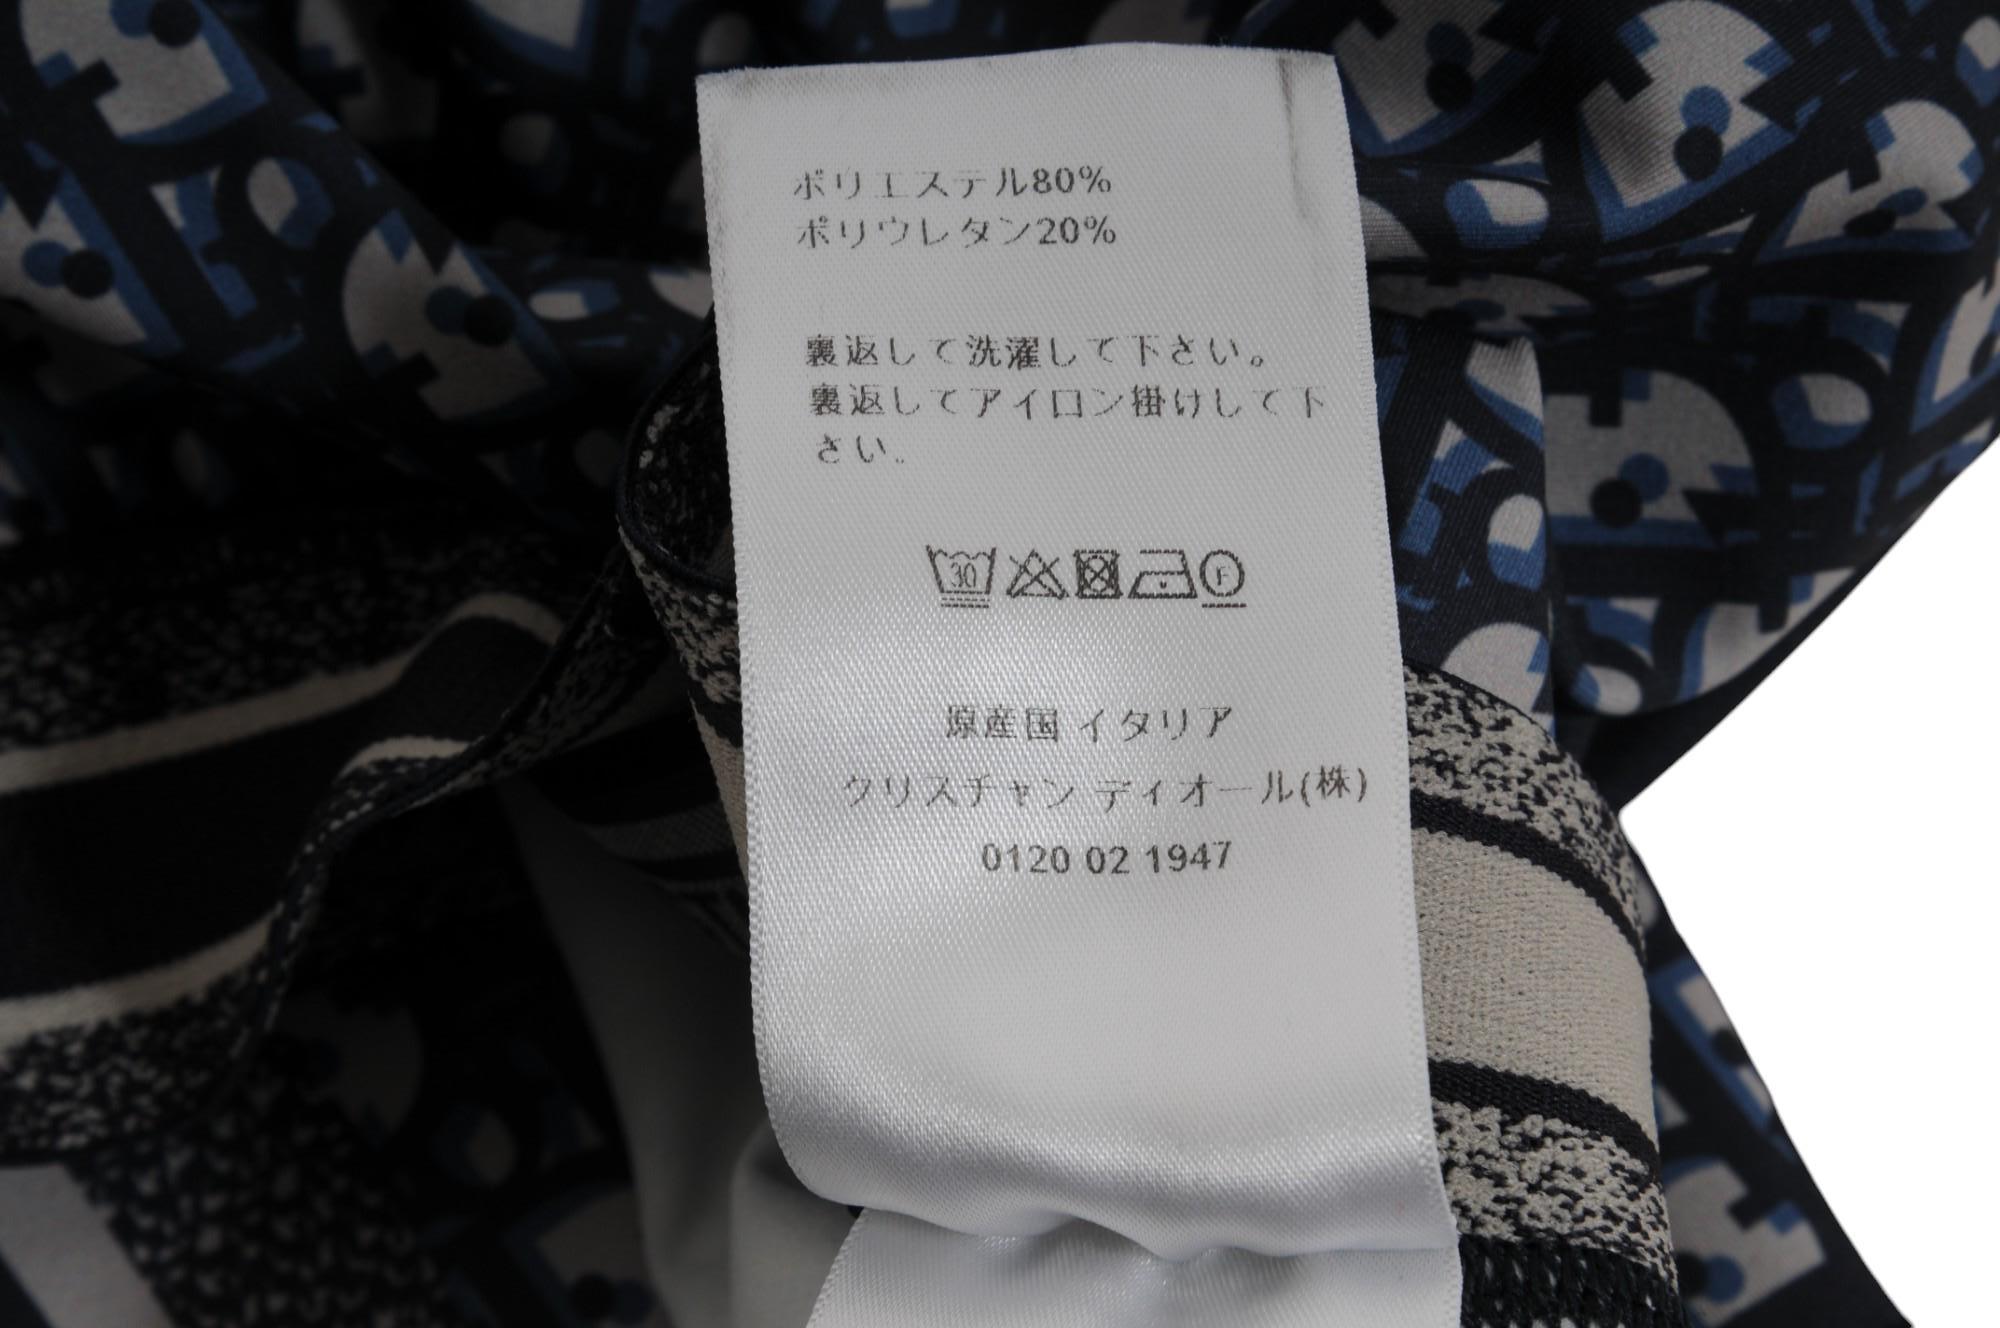 ポリエステル80%
ポリウレタン20%
裏返して洗濯して下さい。
裏返してアイロン掛けして下
さい。
30 F
原産国 イタリア
クリスチャン ディオール(株)
0120 02 1947